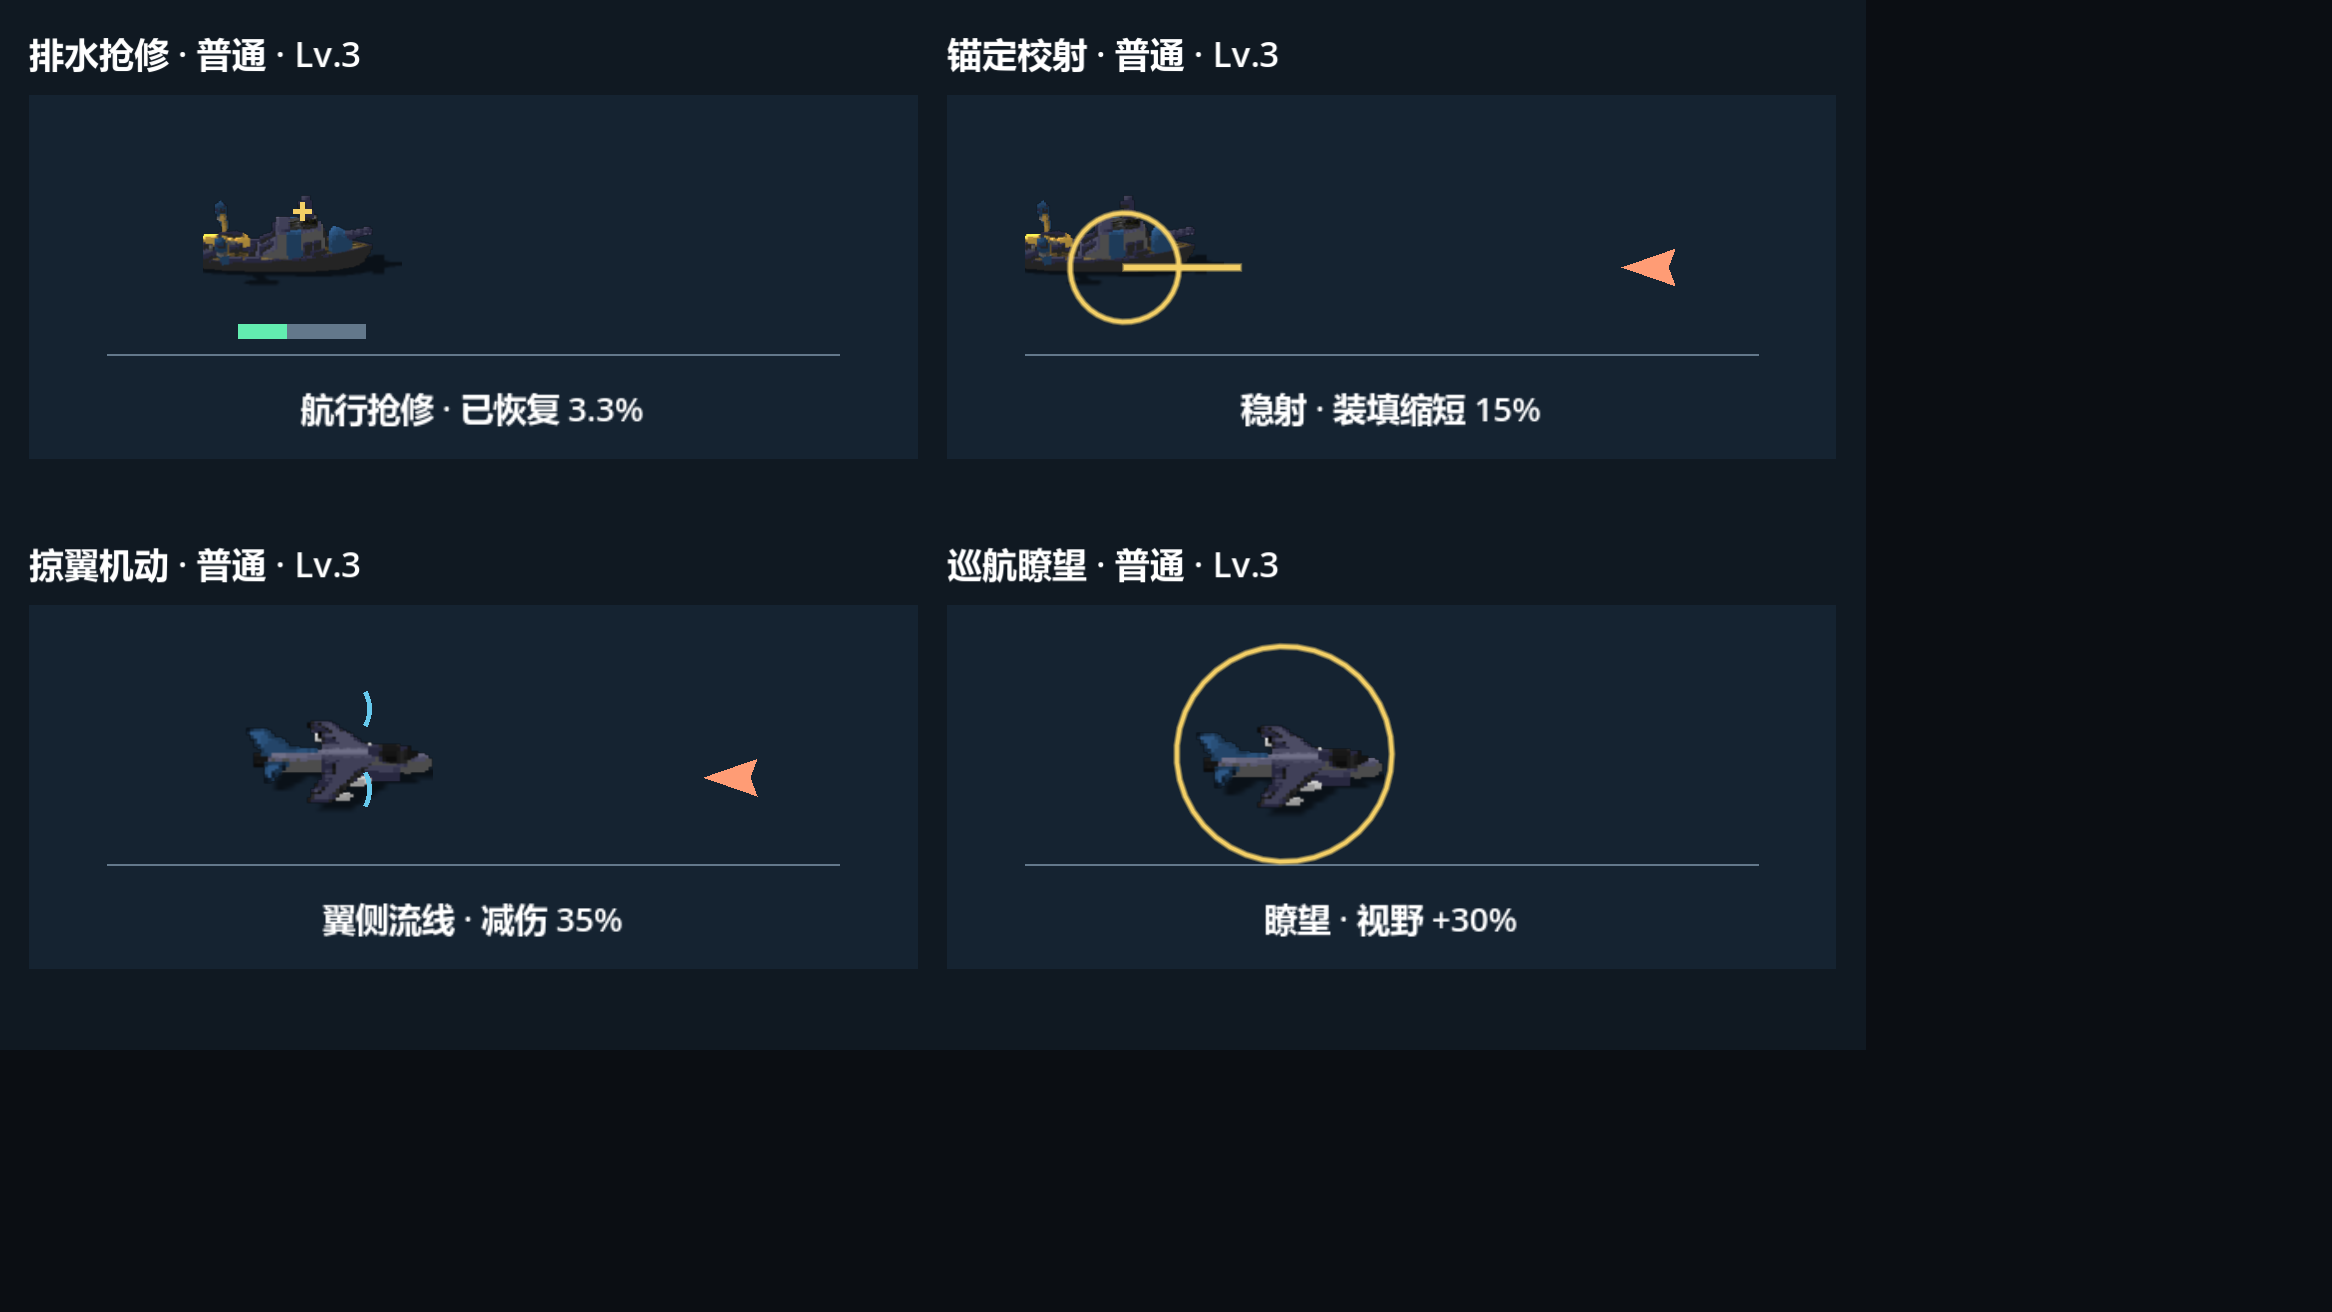 排水抢修 · 普通 · Lv.3
锚定校射 · 普通 · Lv.3
航行抢修 · 已恢复 3.3%
稳射 · 装填缩短 15%
掠翼机动 · 普通 · Lv.3
巡航瞭望 · 普通 · Lv.3
翼侧流线 · 减伤 35%
瞭望 · 视野 +30%